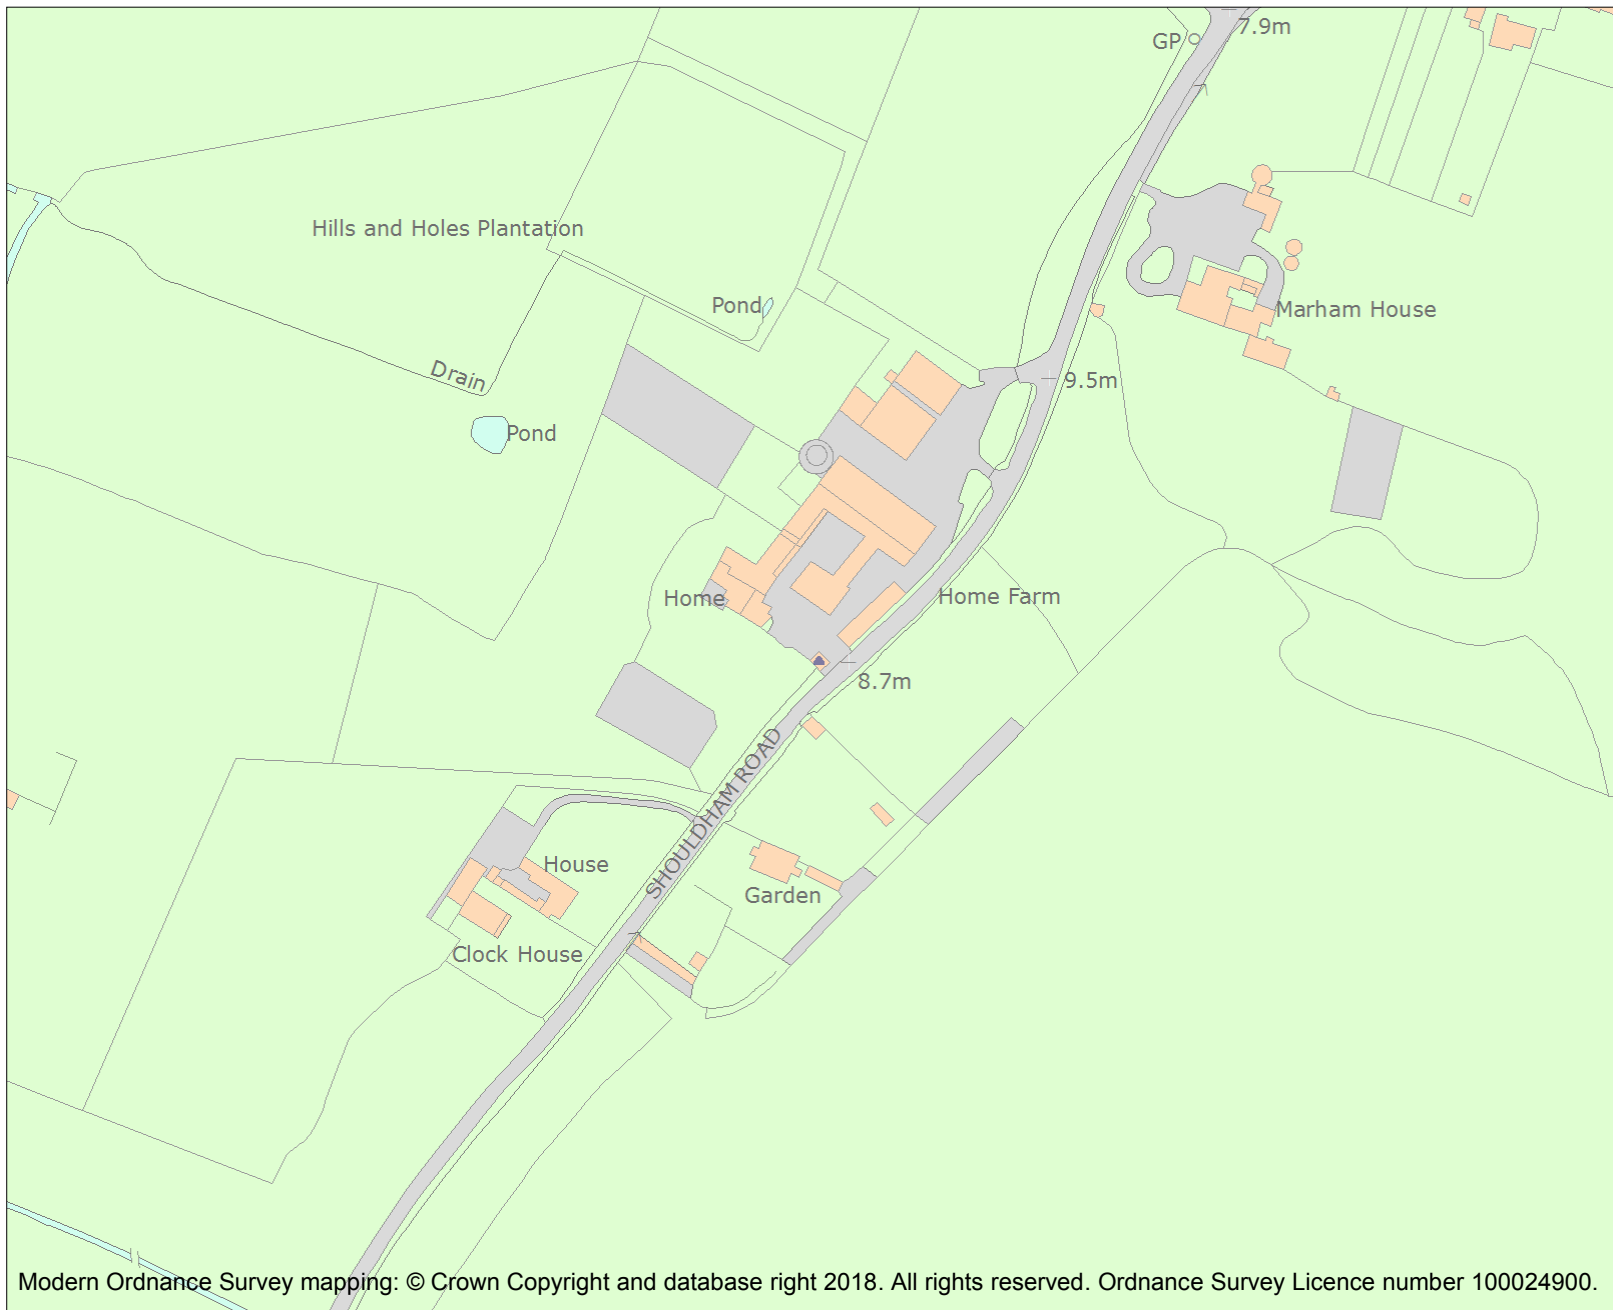 7.9m
GP
Hills and Holes Plantation
Pond
Marham House
Drain
9.5m
Pond
Home
Home Farm
8.7m
SHOULDHAM ROAD
House
Garden
Clock House
Modern Ordnance Survey mapping: © Crown Copyright and database right 2018. All rights reserved. Ordnance Survey Licence number 100024900.